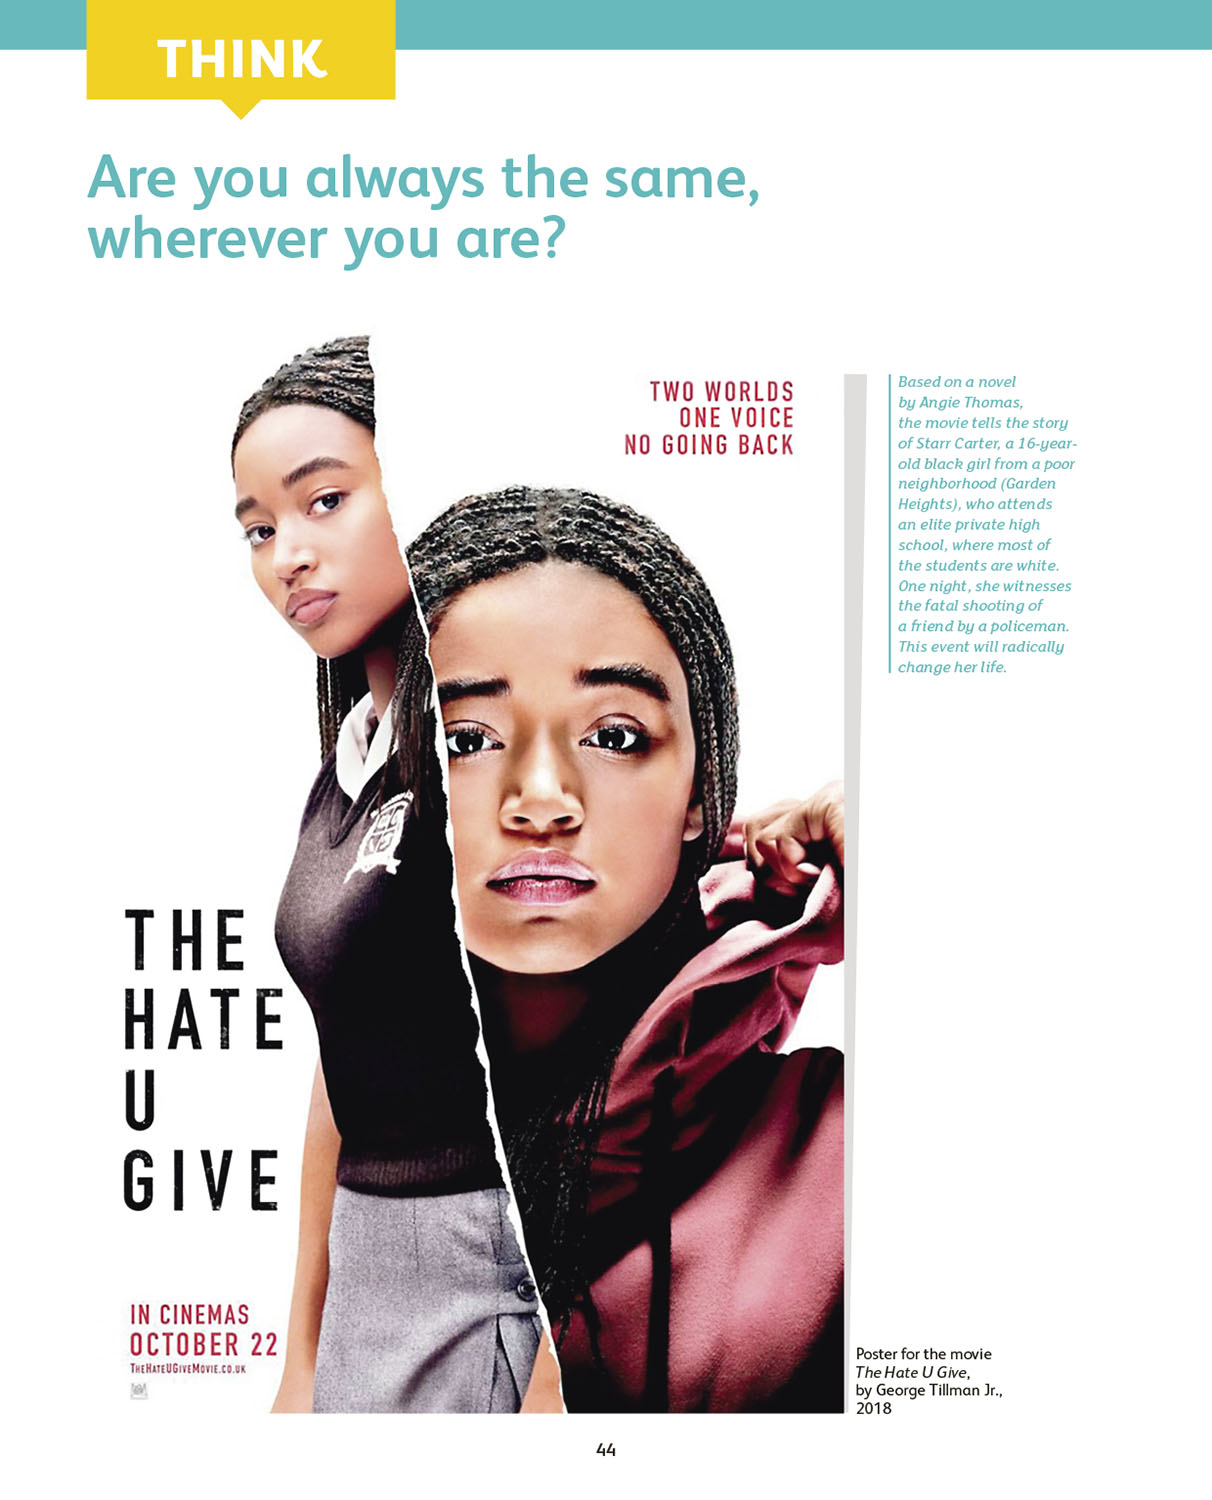 THINK
Are you always the same,
wherever you are?
TWO WORLDS
ONE VOICE
NO GOING BACK
Based on a novel
by Angie Thomas,
the movie tells the story
of Starr Carter, a 16-year-
old black girl from a poor
neighborhood (Garden
Heights), who attends
an elite private high
school, where most of
the students are white.
One night, she witnesses
the fatal shooting of
a friend by a policeman.
This event will radically
change her life.
THE
HATE
U
GIVE
IN CINEMAS
OCTOBER 22
THEHATEUGIVEMOVIE.CO.UK
Poster for the movie
The Hate U Give,
by George Tillman Jr.,
2018
44